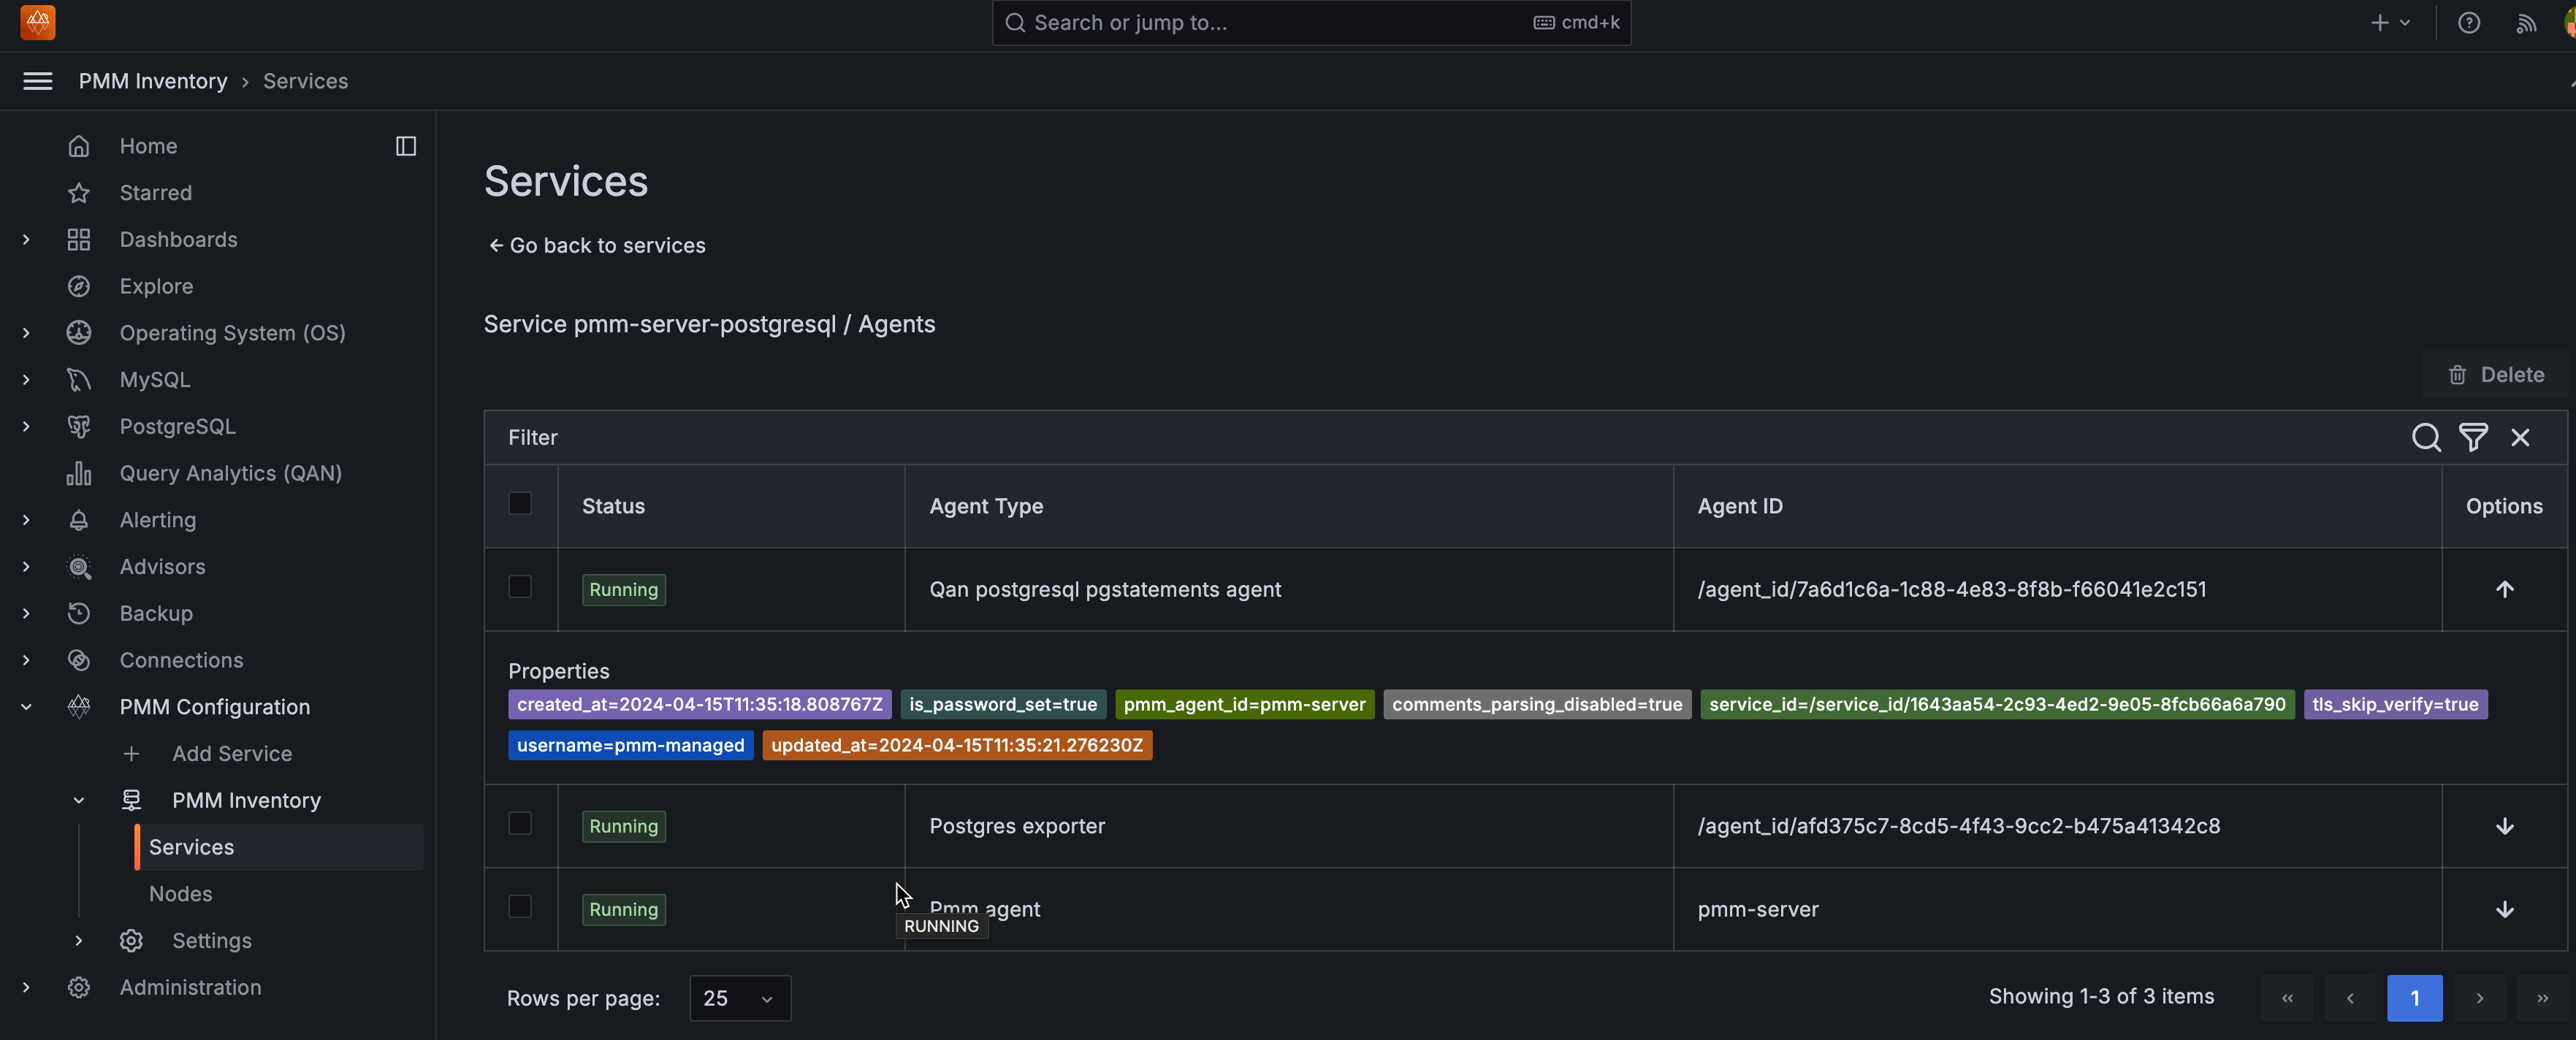 Search or jump to...
cmd+k
PMM Inventory › Services
Home
Starred
Dashboards
Explore
Operating System (OS)
MySQL
PostgreSQL
Query Analytics (QAN)
Alerting
Advisors
Backup
Connections
PMM Configuration
Add Service
PMM Inventory
Services
Nodes
Settings
Administration
Services
Go back to services
Service pmm-server-postgresql / Agents
Delete
Filter
Status Agent Type Agent ID Options
Running Qan postgresql pgstatements agent /agent_id/7a6d1c6a-1c88-4e83-8f8b-f66041e2c151
Properties
created_at=2024-04-15T11:35:18.808767Z is_password_set=true pmm_agent_id=pmm-server comments_parsing_disabled=true service_id=/service_id/1643aa54-2c93-4ed2-9e05-8fcb66a6a790 tls_skip_verify=true
username=pmm-managed updated_at=2024-04-15T11:35:21.276230Z
Running Postgres exporter /agent_id/afd375c7-8cd5-4f43-9cc2-b475a41342c8
Running Pmm agent pmm-server
RUNNING
Rows per page: 25
Showing 1-3 of 3 items
« ‹ 1 › »